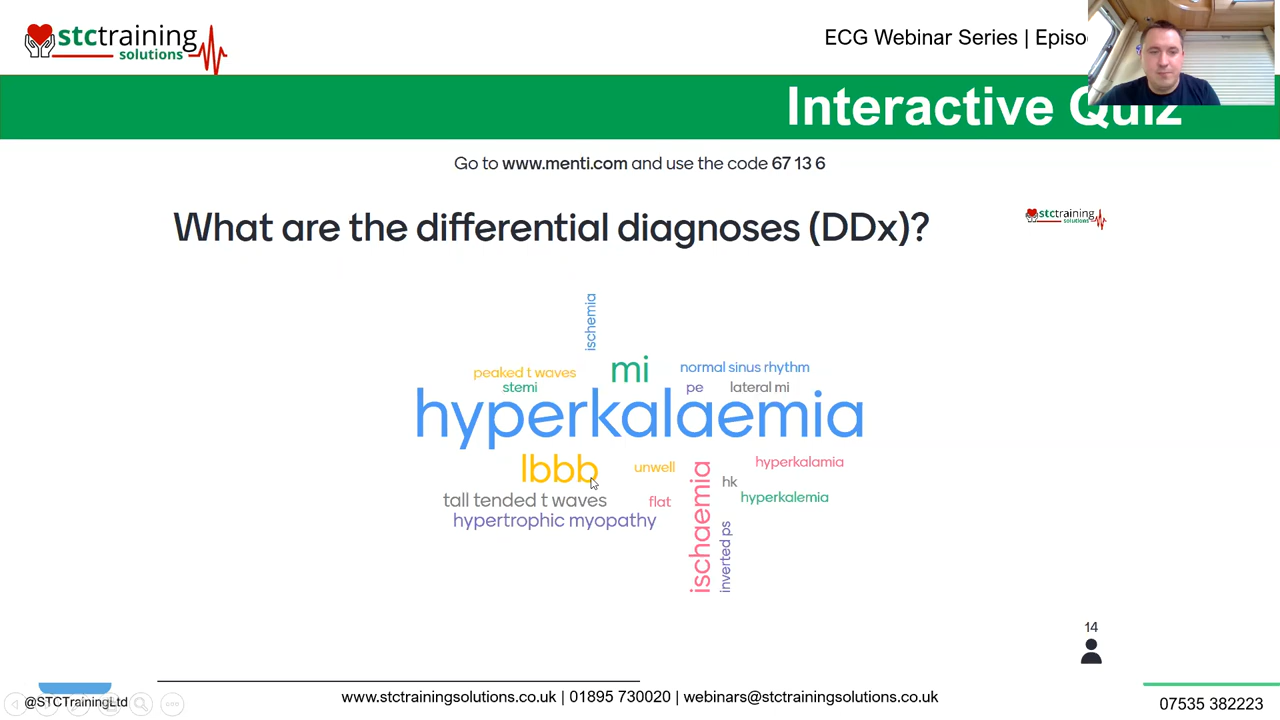 stctraining
solutions
ECG Webinar Series | Episo
Interactive Quiz
Go to www.menti.com and use the code 67 13 6
What are the differential diagnoses (DDx)?
stctraining
solutions
ischemia
peaked t waves
mi
normal sinus rhythm
stemi
pe
lateral mi
hyperkalaemia
lbbb
unwell
ischaemia
hyperkalamia
hk
tall tended t waves
flat
hyperkalemia
hypertrophic myopathy
inverted ps
14
@STCTrainingLtd
www.stctrainingsolutions.co.uk | 01895 730020 | webinars@stctrainingsolutions.co.uk
07535 382223